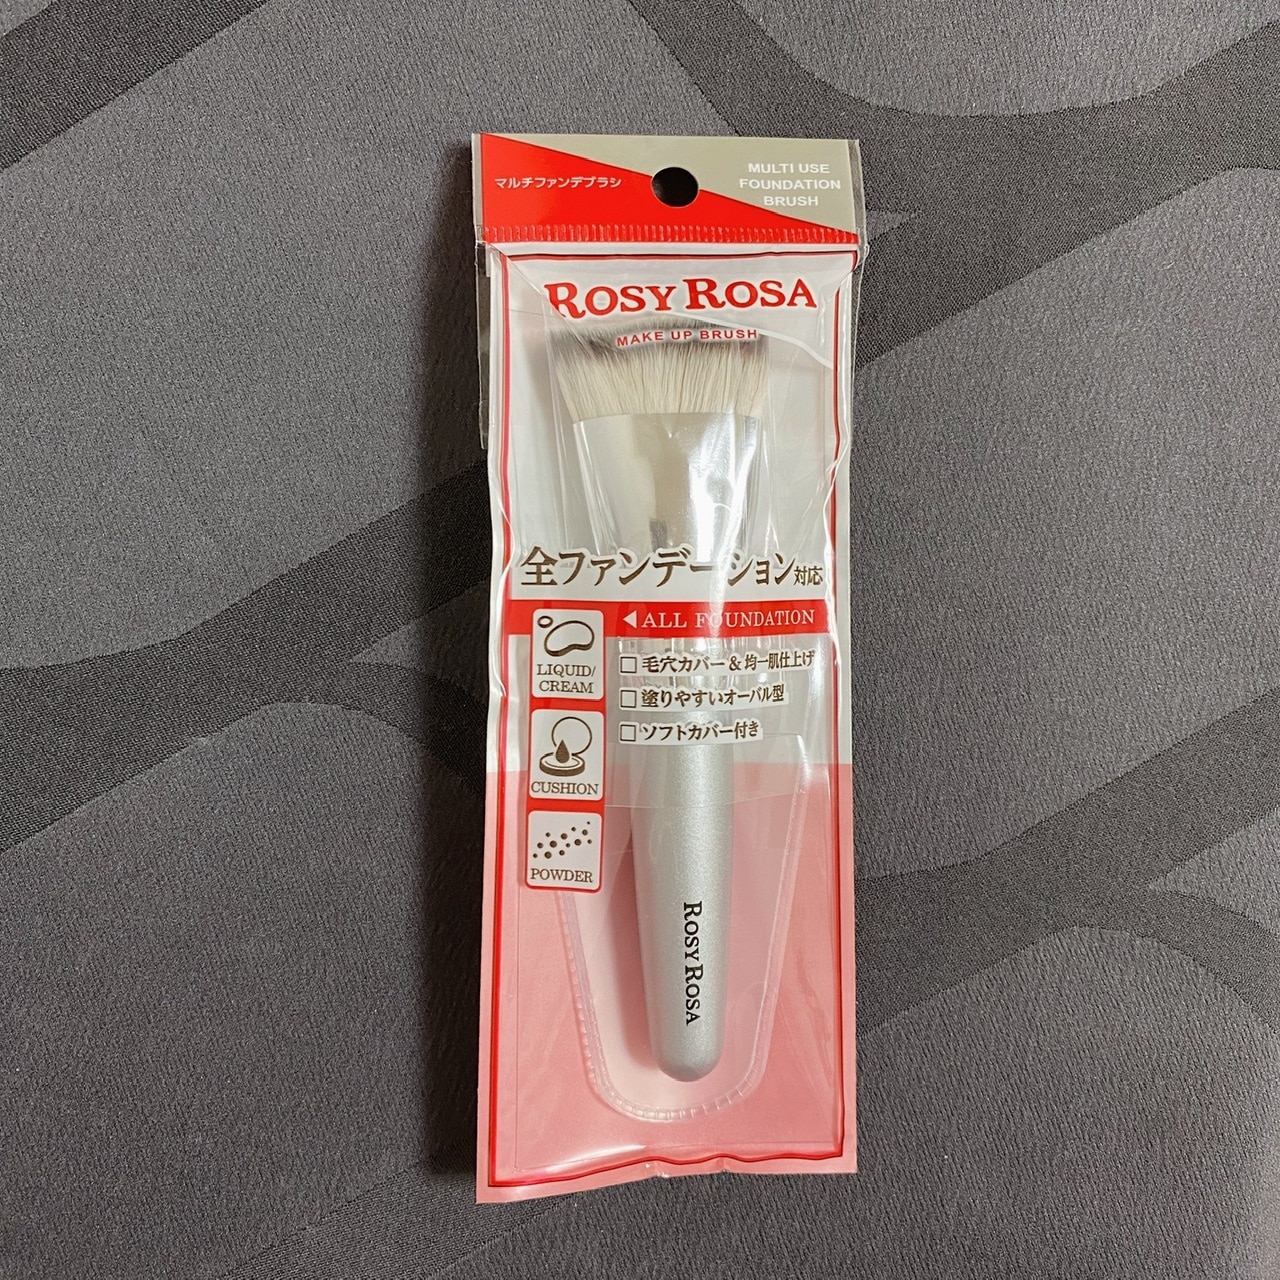 マルチファンデブラシ
MULTI USE
FOUNDATION
BRUSH
ROSY ROSA
MAKE UP BRUSH
全ファンデーション対応
◀ALL FOUNDATION
LIQUID/
CREAM
□毛穴カバー&均一肌仕上げ
□塗りやすいオーバル型
□ソフトカバー付き
CUSHION
POWDER
ROSY ROSA